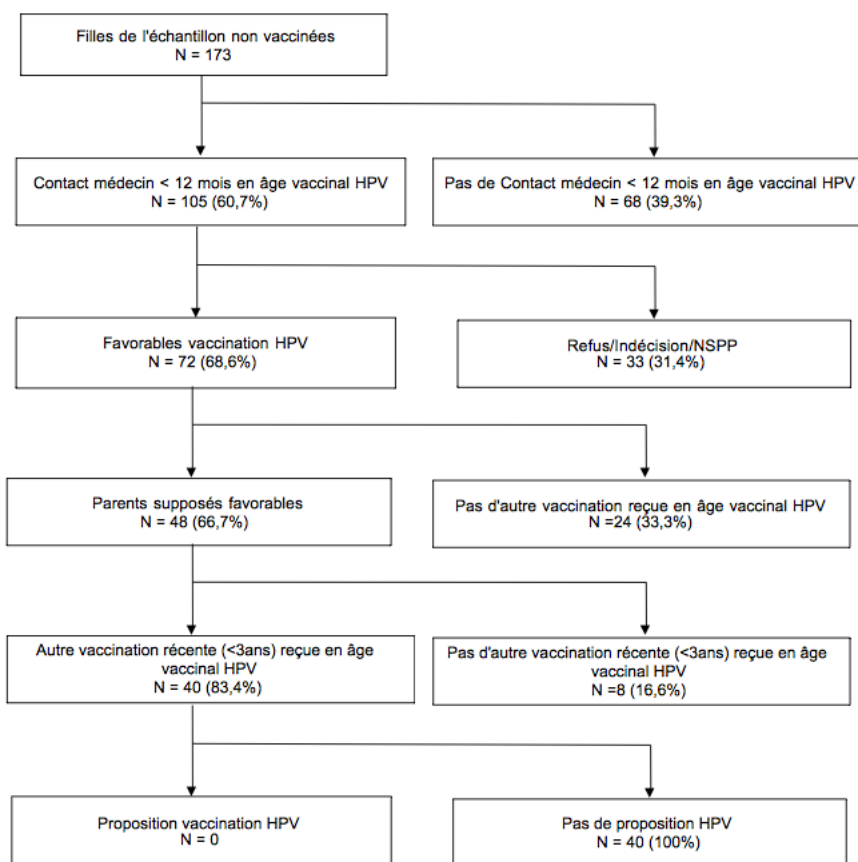 Filles de l'échantillon non vaccinées
N = 173
Contact médecin < 12 mois en âge vaccinal HPV
N = 105 (60,7%)
Pas de Contact médecin < 12 mois en âge vaccinal HPV
N = 68 (39,3%)
Favorables vaccination HPV
N = 72 (68,6%)
Refus/Indécision/NSPP
N = 33 (31,4%)
Parents supposés favorables
N = 48 (66,7%)
Pas d'autre vaccination reçue en âge vaccinal HPV
N =24 (33,3%)
Autre vaccination récente (<3ans) reçue en âge
vaccinal HPV
N = 40 (83,4%)
Pas d'autre vaccination récente (<3ans) reçue en âge
vaccinal HPV
N =8 (16,6%)
Proposition vaccination HPV
N = 0
Pas de proposition HPV
N = 40 (100%)